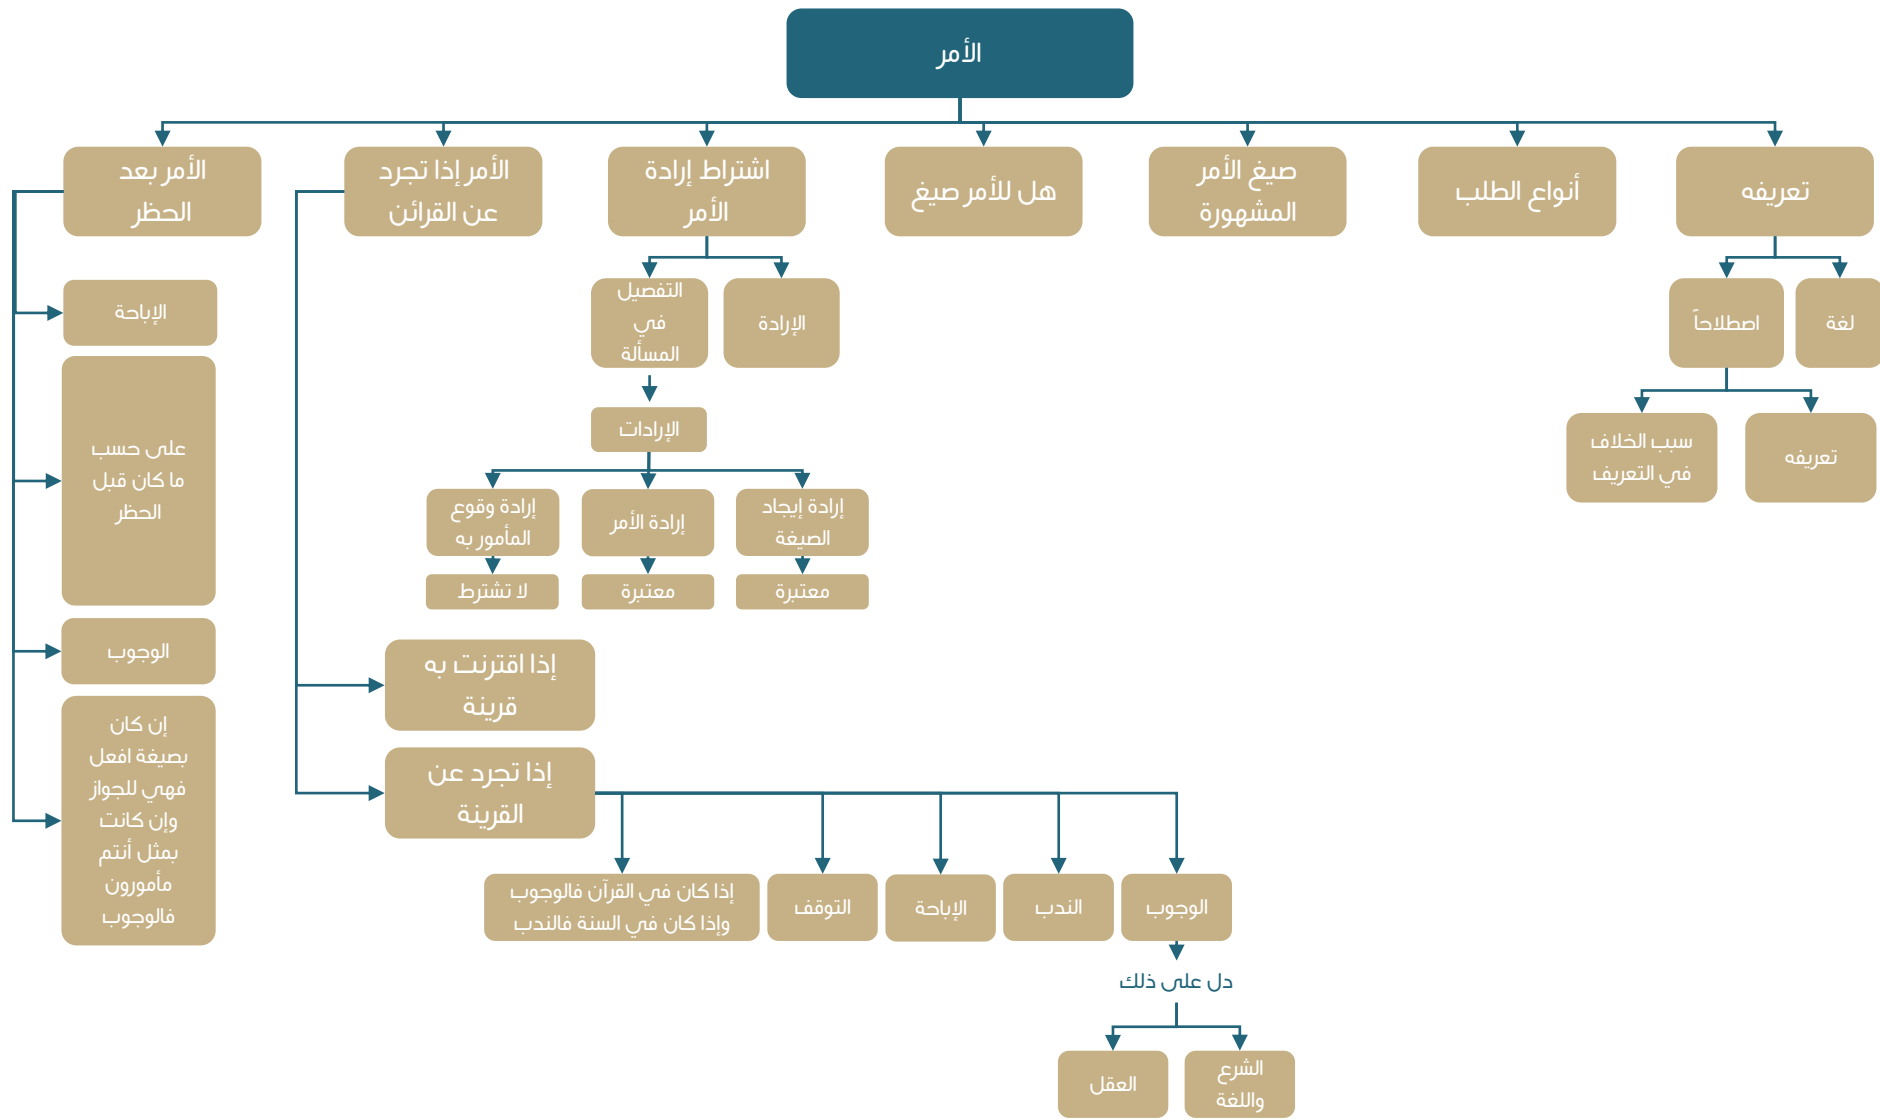 الأمر
تعريفه
أنواع الطلب
صيغ الأمر
المشهورة
هل للأمر صيغ
اشتراط إرادة
الأمر
الأمر إذا تجرد
عن القرائن
الأمر بعد
الحظر
لغة
اصطلاحاً
تعريفه
سبب الخلاف
في التعريف
الإرادة
التفصيل
في
المسألة
الإرادات
إرادة إيجاد
الصيغة
إرادة الأمر
إرادة وقوع
المأمور به
معتبرة
معتبرة
لا تشترط
إذا اقترنت به
قرينة
إذا تجرد عن
القرينة
الوجوب
الندب
الإباحة
التوقف
إذا كان في القرآن فالوجوب
وإذا كان في السنة فالندب
دل على ذلك
الشرع
واللغة
العقل
الإباحة
على حسب
ما كان قبل
الحظر
الوجوب
إن كان
بصيغة افعل
فهي للجواز
وإن كانت
بمثل أنتم
مأمورون
فالوجوب